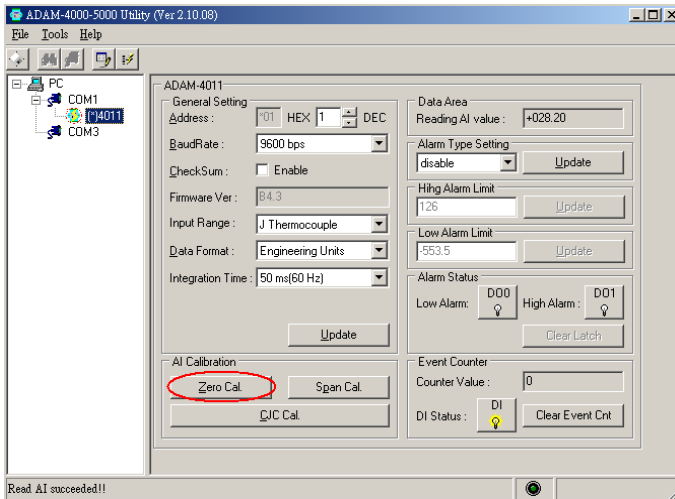 ADAM-4000-5000 Utility (Ver 2.10.08)
File Tools Help
PC
COM1
(*)4011
COM3
ADAM-4011
General Setting
Address : *01 HEX 1 DEC
BaudRate : 9600 bps
CheckSum : Enable
Firmware Ver : B4.3
Input Range : J Thermocouple
Data Format : Engineering Units
Integration Time : 50 ms(60 Hz)
Update
AI Calibration
Zero Cal. Span Cal.
CJC Cal.
Data Area
Reading AI value : +028.20
Alarm Type Setting
disable Update
Hihg Alarm Limit
126 Update
Low Alarm Limit
-553.5 Update
Alarm Status
Low Alarm: DO0 High Alarm : DO1
Clear Latch
Event Counter
Counter Value : 0
DI Status : DI Clear Event Cnt
Read AI succeeded!!